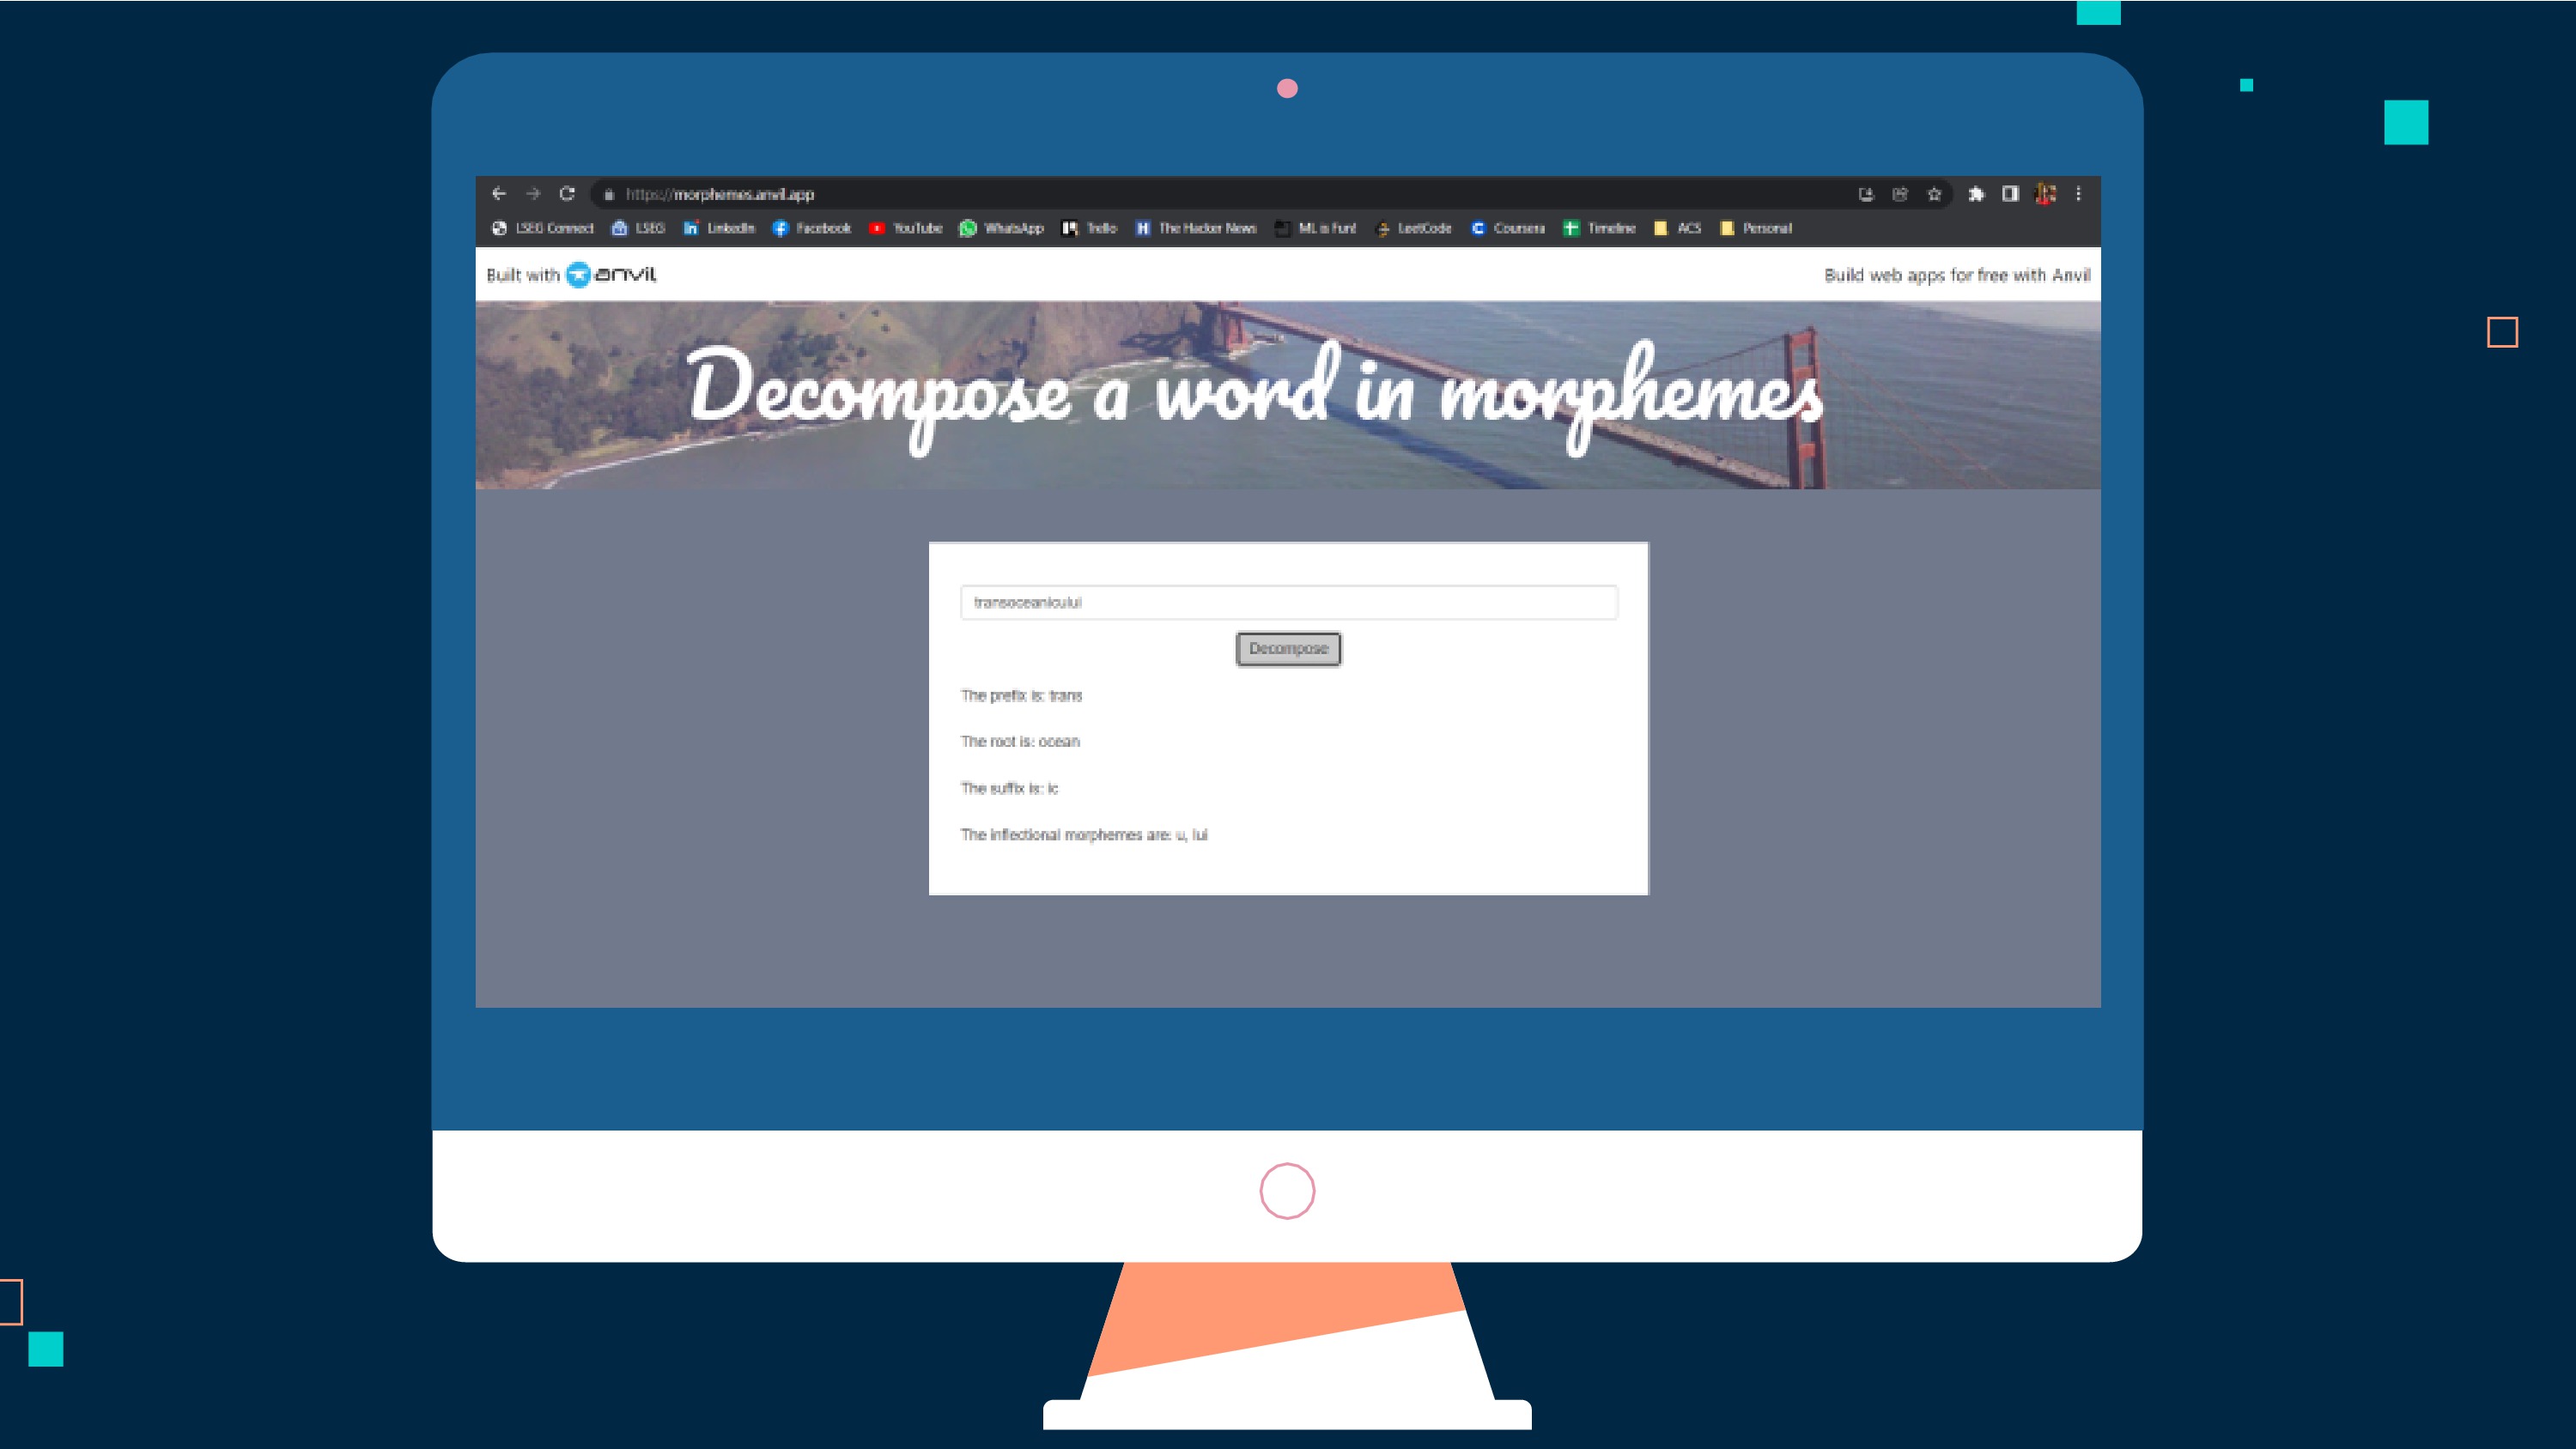 https://morphemes.anvil.app
LSEG Connect LSEG LinkedIn Facebook YouTube WhatsApp Trello The Hacker News ML is Fun! LeetCode Coursera Timeline ACS Personal
Built with anvil
Build web apps for free with Anvil
Decompose a word in morphemes
transoceanicului
Decompose
The prefix is: trans
The root is: ocean
The suffix is: ic
The inflectional morphemes are: u, lui